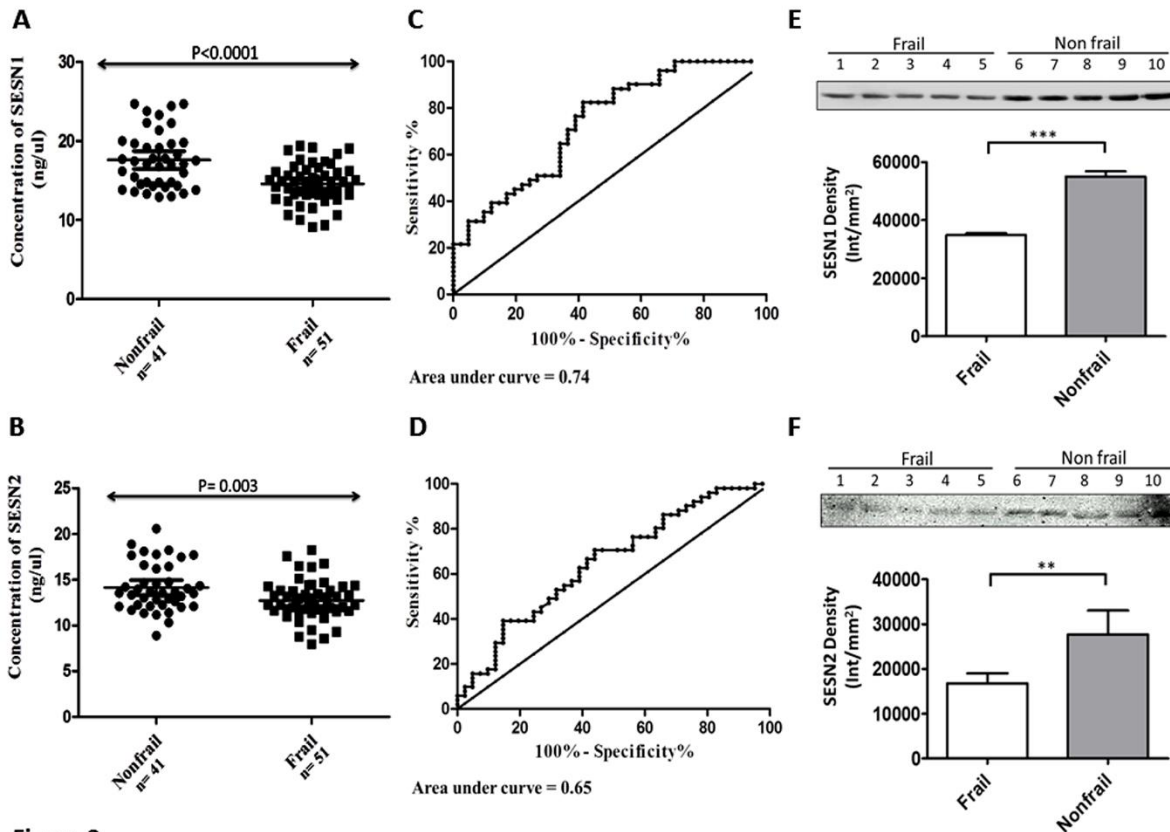 A
P<0.0001
Concentration of SESN1
(ng/ul)
30
20
10
0
Nonfrail
n= 41
Frail
n= 51
C
Sensitivity %
100
80
60
40
20
0
0 20 40 60 80 100
100% - Specificity%
Area under curve = 0.74
E
Frail Non frail
1 2 3 4 5 6 7 8 9 10
***
SESN1 Density
(Int/mm²)
60000
40000
20000
0
Frail
Nonfrail
B
P= 0.003
Concentration of SESN2
(ng/ul)
25
20
15
10
5
0
Nonfrail
n= 41
Frail
n= 51
D
Sensitivity %
100
80
60
40
20
0
0 20 40 60 80 100
100% - Specificity%
Area under curve = 0.65
F
Frail Non frail
1 2 3 4 5 6 7 8 9 10
**
SESN2 Density
(Int/mm²)
40000
30000
20000
10000
0
Frail
Nonfrail